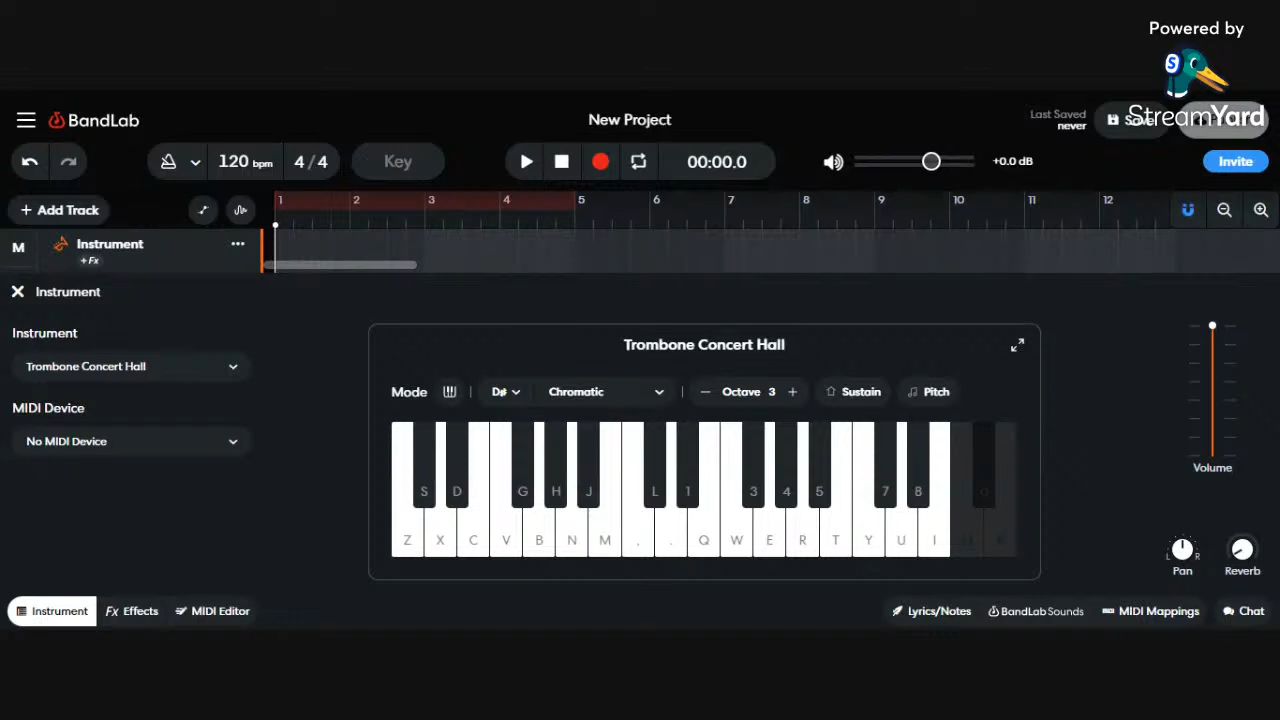 Powered by
S
StreamYard
BandLab
New Project
Last Saved
never
120 bpm
4 / 4
Key
00:00.0
+0.0 dB
Invite
+ Add Track
1 2 3 4 5 6 7 8 9 10 11 12
M
Instrument
+ Fx
Instrument
Instrument
Trombone Concert Hall
MIDI Device
No MIDI Device
Trombone Concert Hall
Mode
D#
Chromatic
Octave 3
Sustain
Pitch
S D G H J L 1 3 4 5 7 8
Z X C V B N M , . Q W E R T Y U I
Volume
L R
Pan
Reverb
Instrument
Fx Effects
MIDI Editor
Lyrics/Notes
BandLab Sounds
MIDI Mappings
Chat